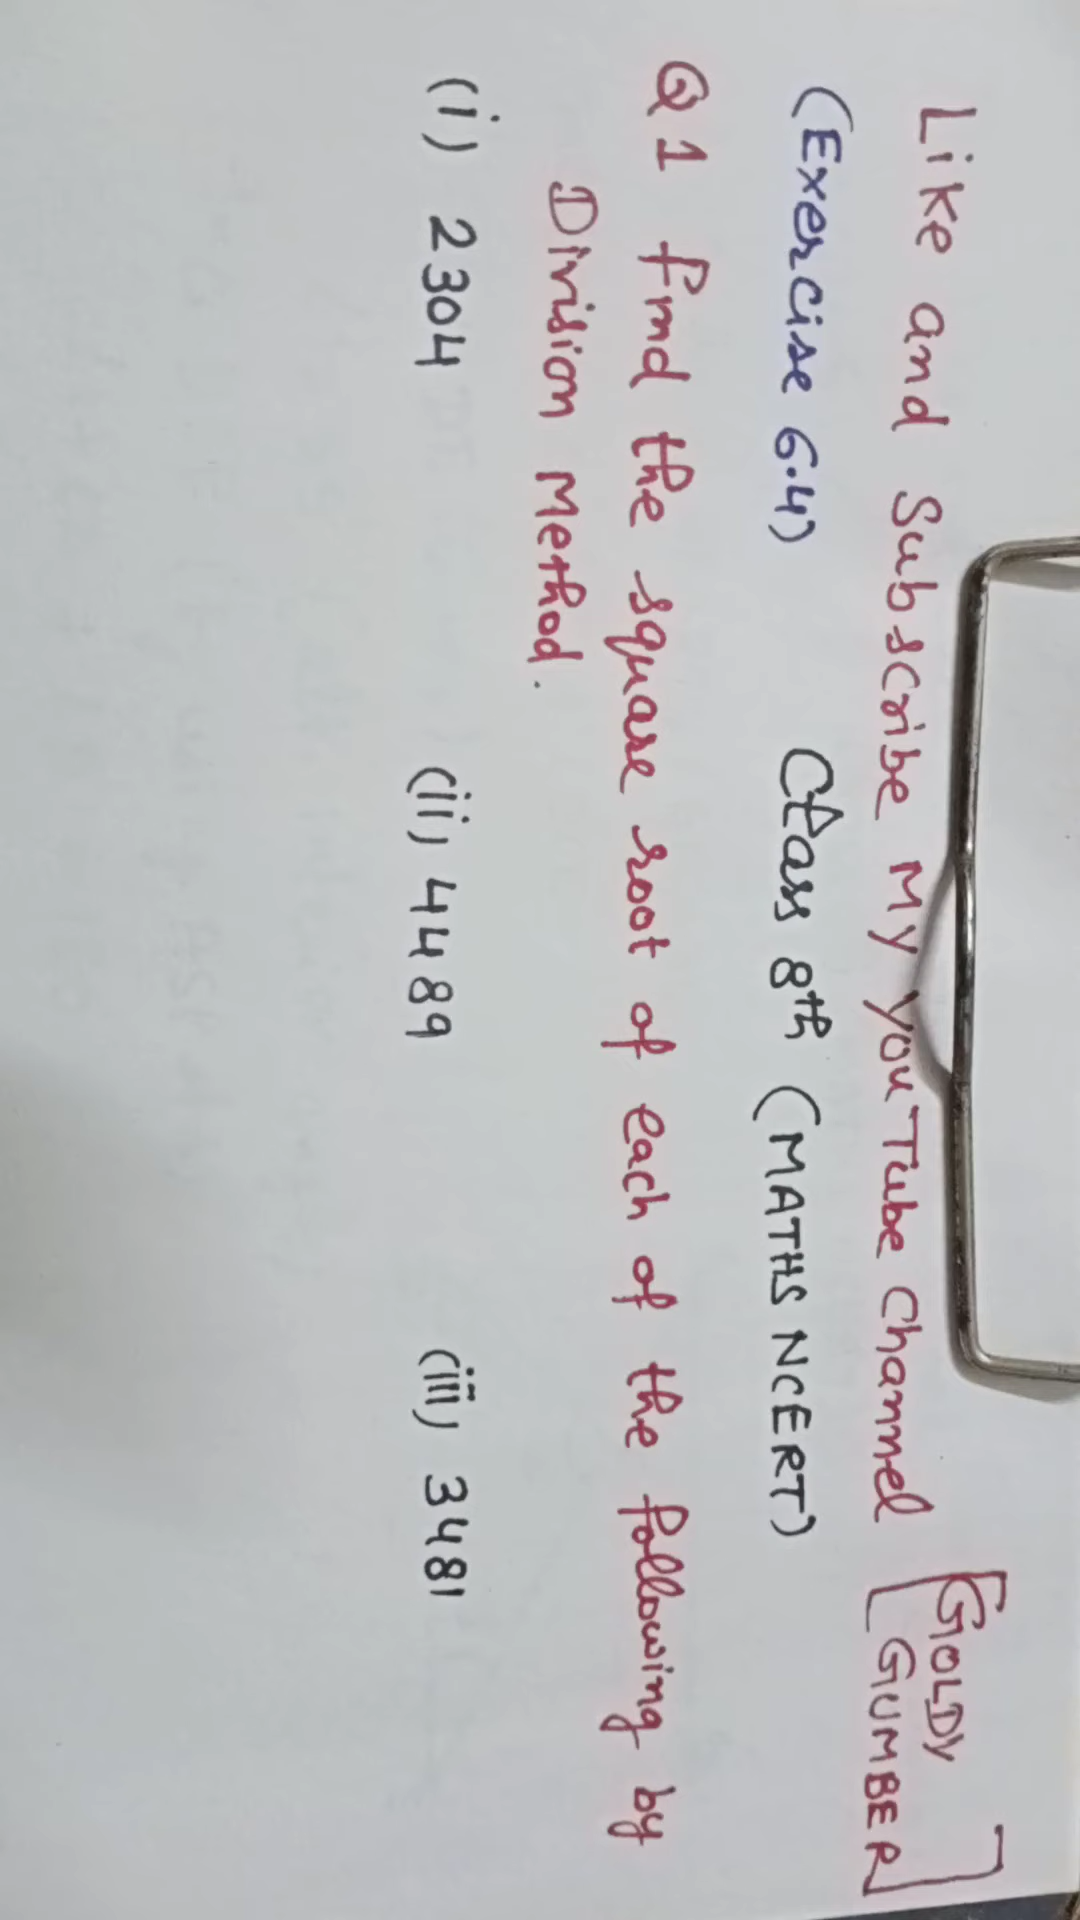 Like and Subscribe My YouTube Channel [GOLDY GUMBER]
(Exercise 6.4) Class 8th (MATHS NCERT)
Q1 find the square root of each of the following by
Division Method.
(i) 2304 (ii) 4489 (iii) 3481